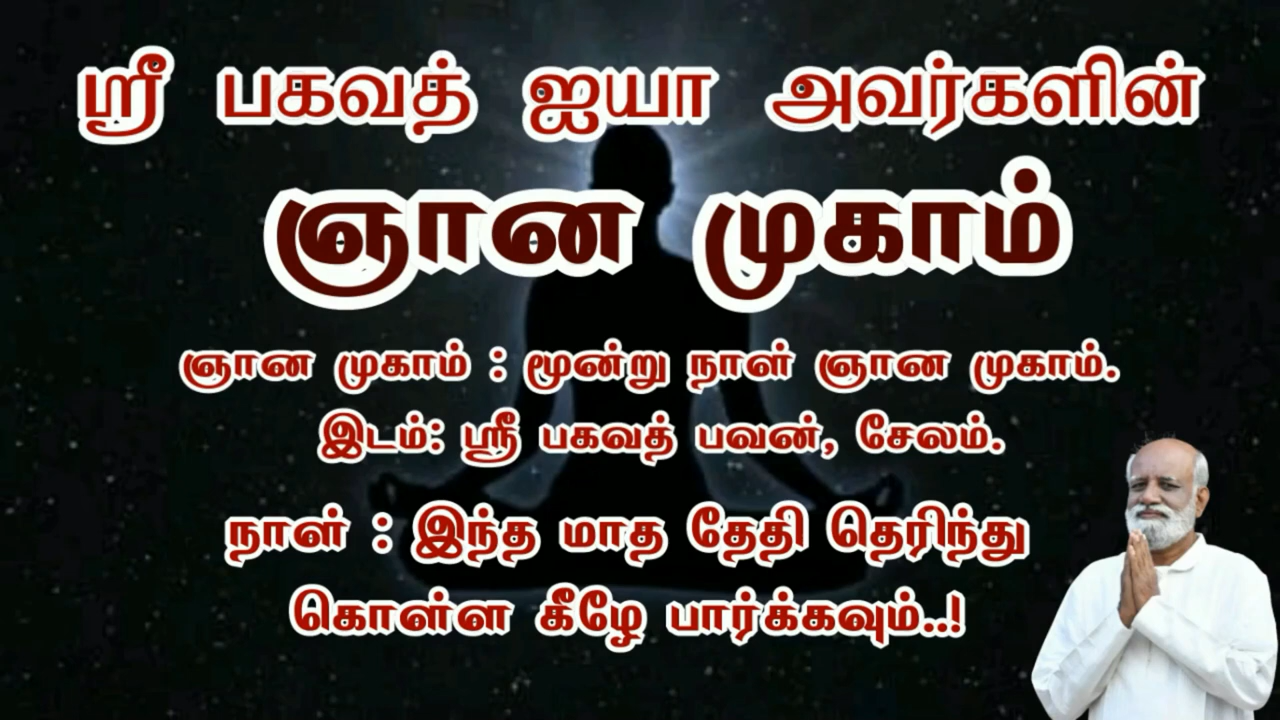 ஸ்ரீ பகவத் ஐயா அவர்களின்
ஞான முகாம்
ஞான முகாம் : மூன்று நாள் ஞான முகாம்.
இடம்: ஸ்ரீ பகவத் பவன், சேலம்.
நாள் : இந்த மாத தேதி தெரிந்து
கொள்ள கீழே பார்க்கவும்..!